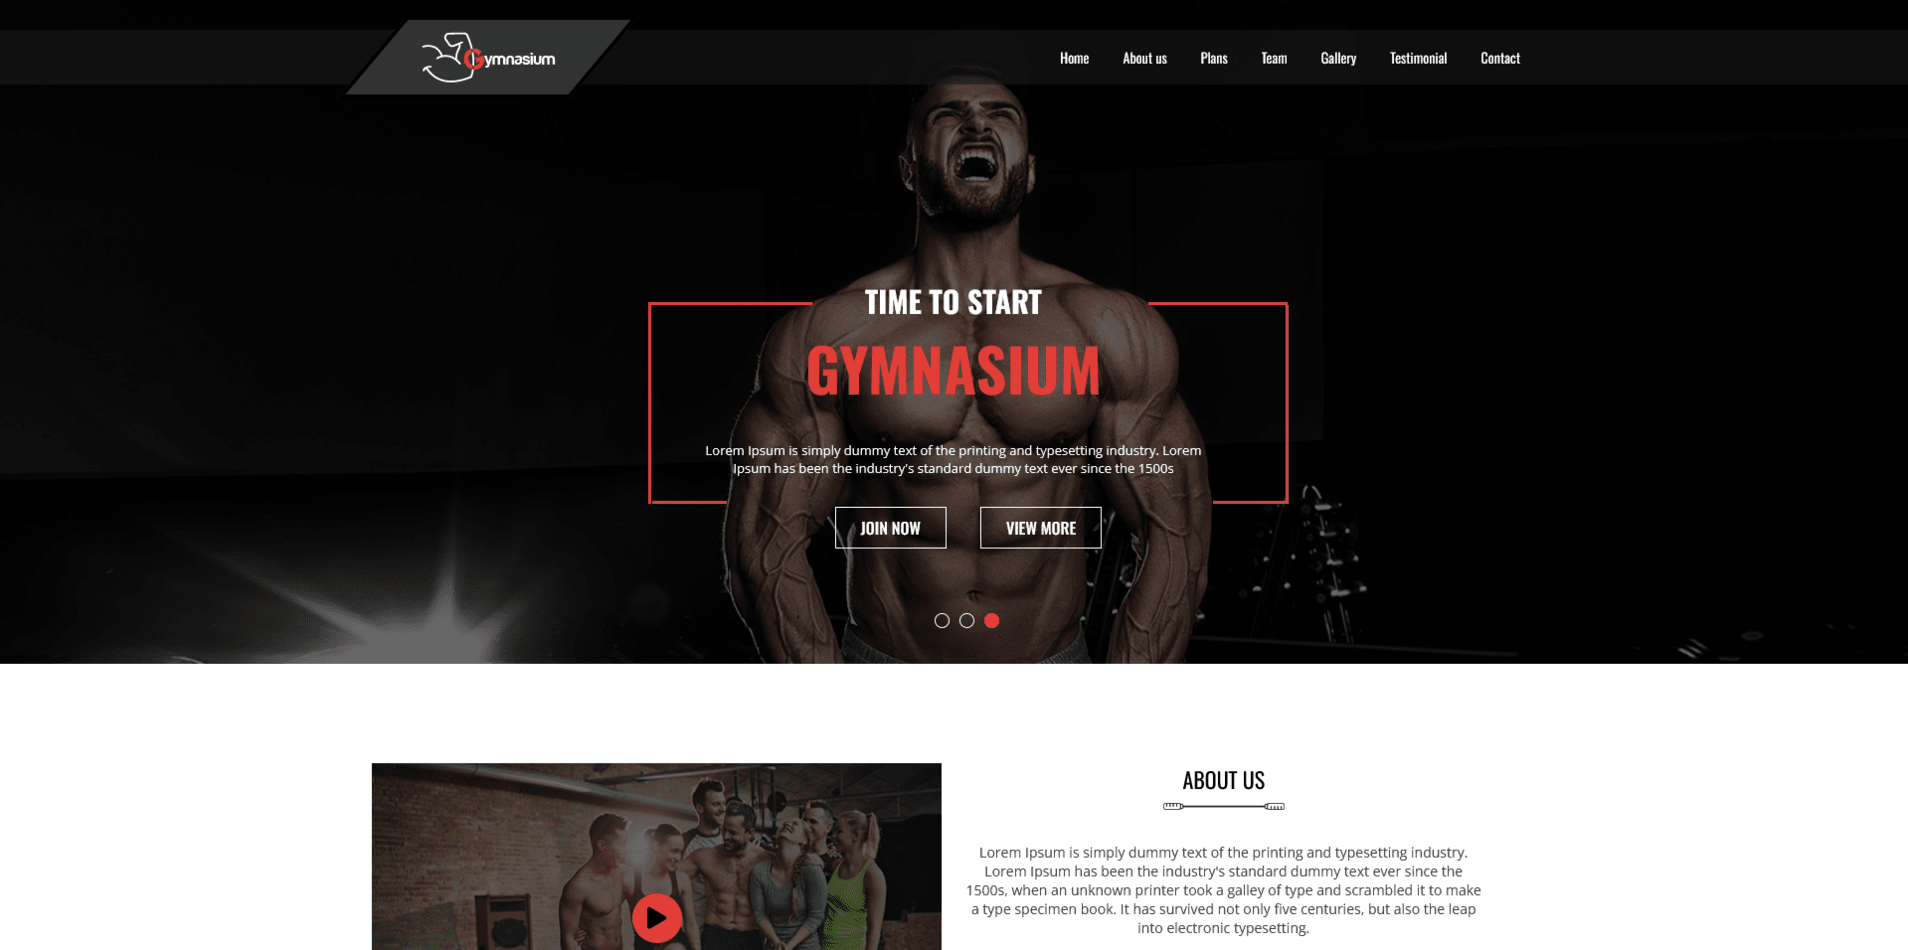 Gymnasium
Home About us Plans Team Gallery Testimonial Contact
TIME TO START
GYMNASIUM
Lorem Ipsum is simply dummy text of the printing and typesetting industry. Lorem
Ipsum has been the industry's standard dummy text ever since the 1500s
JOIN NOW VIEW MORE
ABOUT US
Lorem Ipsum is simply dummy text of the printing and typesetting industry.
Lorem Ipsum has been the industry's standard dummy text ever since the
1500s, when an unknown printer took a galley of type and scrambled it to make
a type specimen book. It has survived not only five centuries, but also the leap
into electronic typesetting.